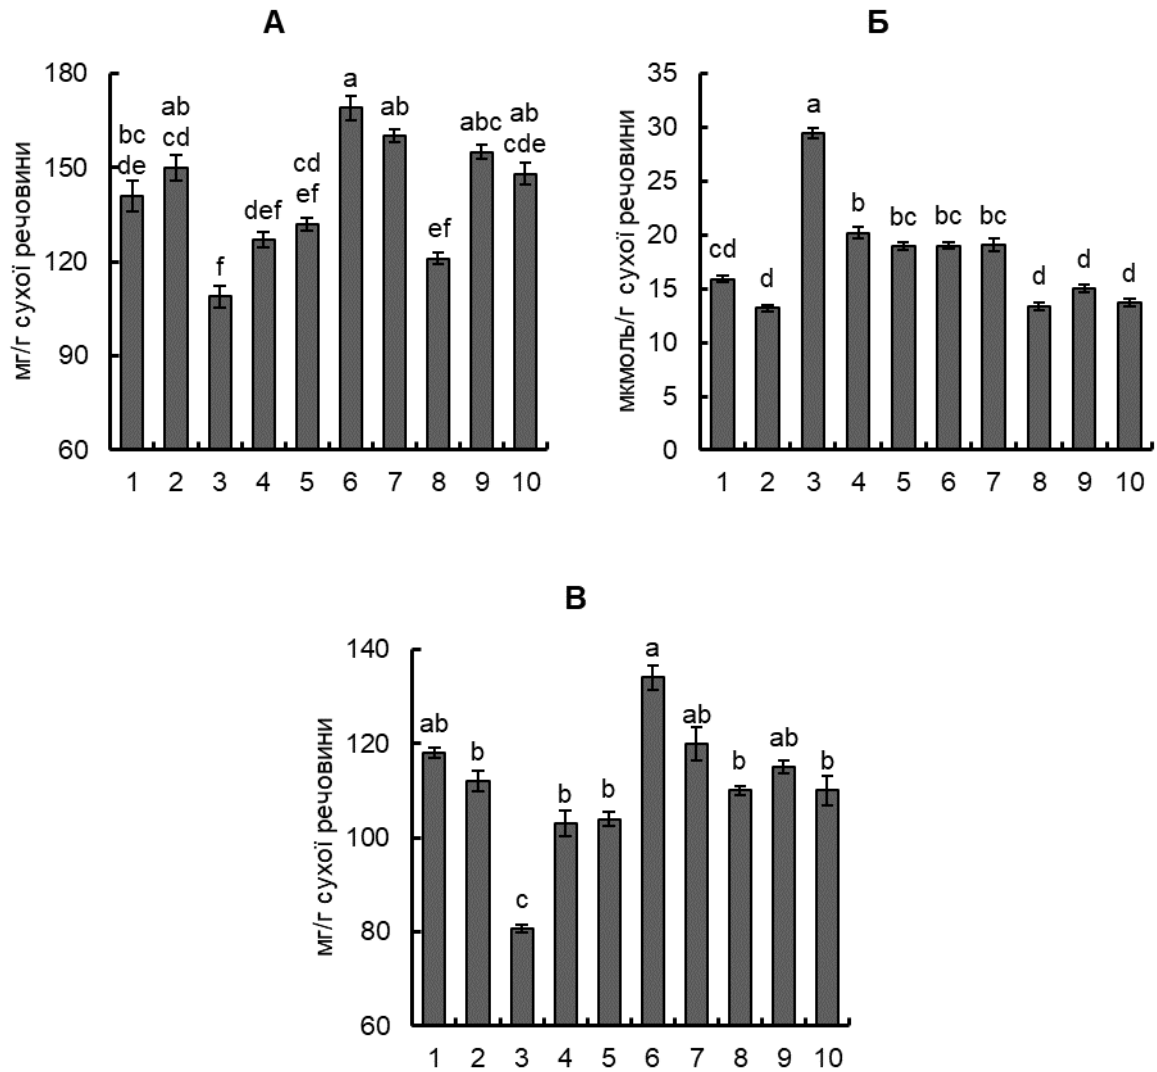 А
мг/г сухої речовини
180
150
120
90
60
bc
de
ab
cd
f
def
cd
ef
a
ab
ef
abc
ab
cde
1 2 3 4 5 6 7 8 9 10
Б
мкмоль/г сухої речовини
35
30
25
20
15
10
5
0
cd
d
a
b
bc
bc
bc
d
d
d
1 2 3 4 5 6 7 8 9 10
В
мг/г сухої речовини
140
120
100
80
60
ab
b
c
b
b
a
ab
b
ab
b
1 2 3 4 5 6 7 8 9 10